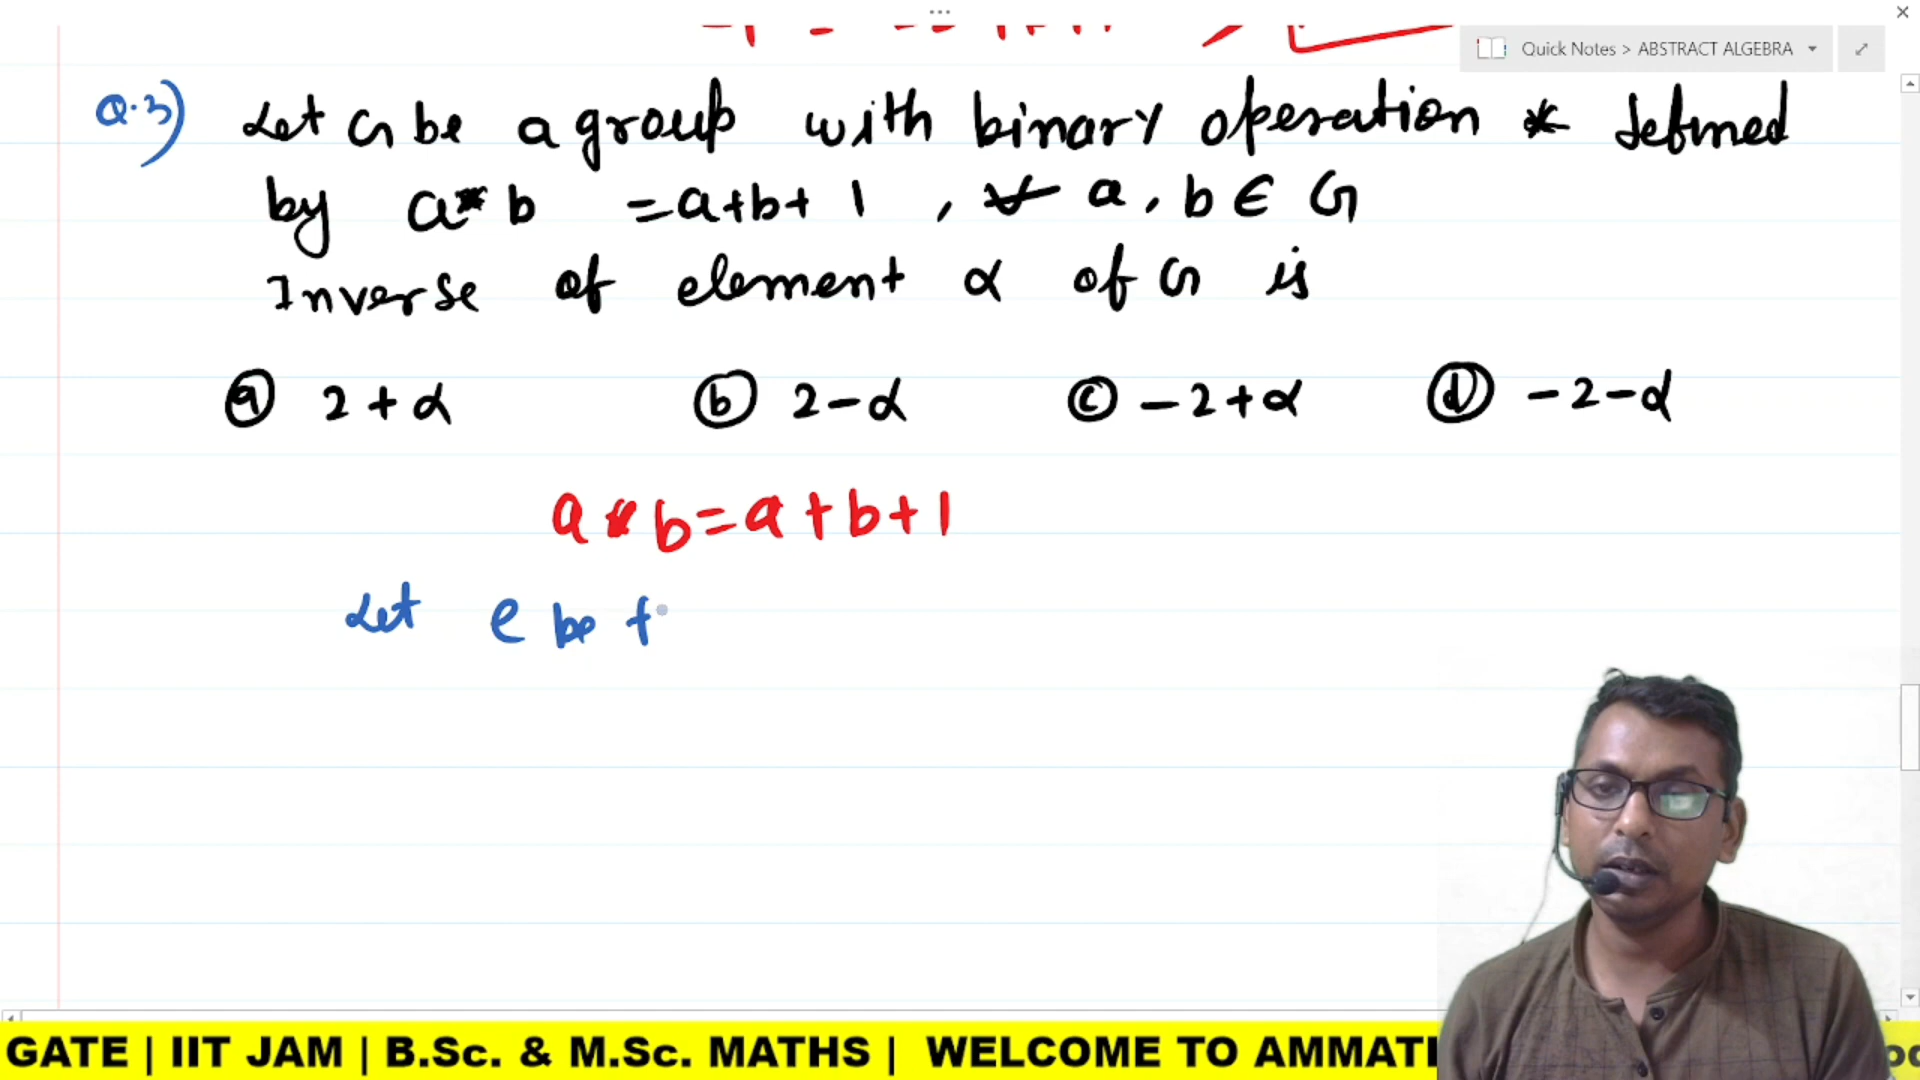 Quick Notes > ABSTRACT ALGEBRA
Q.3) Let G be a group with binary operation * defined
by a * b = a+b+1, ∀ a, b ∈ G
Inverse of element α of G is
(a) 2+α (b) 2-α (c) -2+α (d) -2-α
a * b = a+b+1
Let e be t
GATE | IIT JAM | B.Sc. & M.Sc. MATHS | WELCOME TO AMMATI